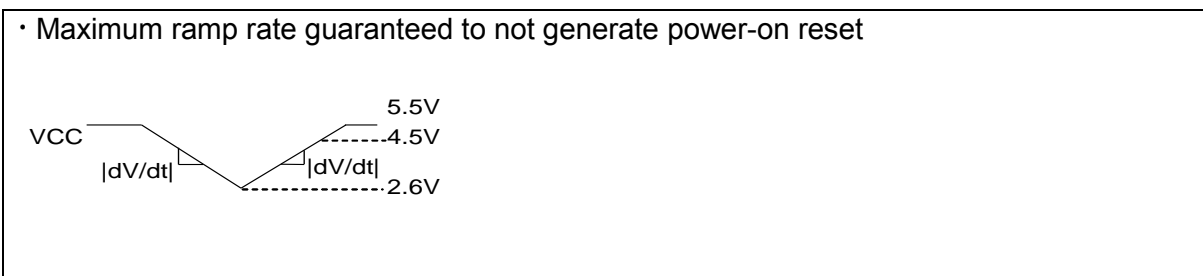 ・Maximum ramp rate guaranteed to not generate power-on reset
5.5V
VCC
4.5V
|dV/dt|
|dV/dt|
2.6V